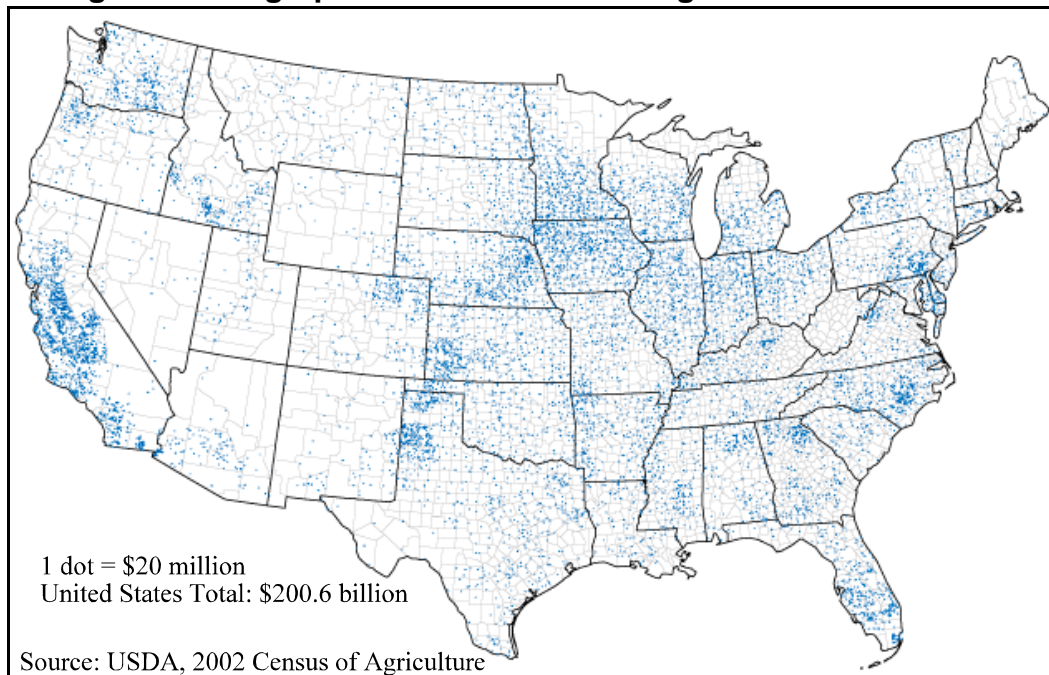 1 dot = $20 million
United States Total: $200.6 billion
Source: USDA, 2002 Census of Agriculture